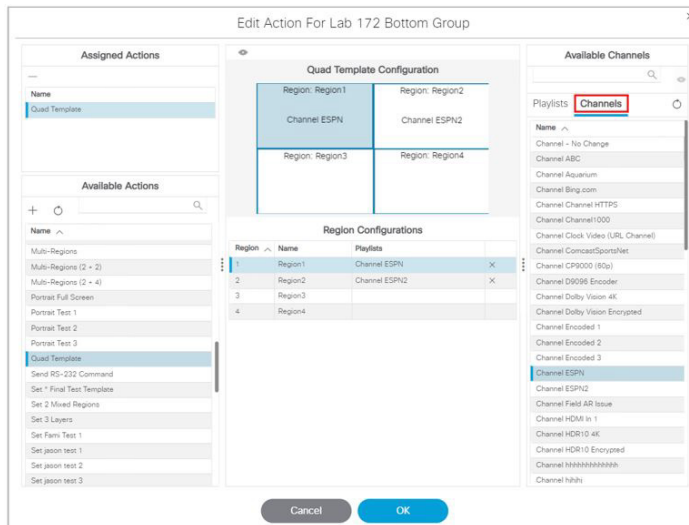 Edit Action For Lab 172 Bottom Group
Assigned Actions
Name
Quad Template
Available Actions
Name
Multi-Regions
Multi-Regions (2 + 2)
Multi-Regions (2 + 4)
Portrait Full Screen
Portrait Test 1
Portrait Test 2
Portrait Test 3
Quad Template
Send RS-232 Command
Set * Final Test Template
Set 2 Mixed Regions
Set 3 Layers
Set Fami Test 1
Set jason test 1
Set jason test 2
Set jason test 3
Quad Template Configuration
Region: Region1
Channel ESPN
Region: Region2
Channel ESPN2
Region: Region3
Region: Region4
Region Configurations
Region Name Playlists
1 Region1 Channel ESPN
2 Region2 Channel ESPN2
3 Region3
4 Region4
Available Channels
Playlists Channels
Name
Channel - No Change
Channel ABC
Channel Aquarium
Channel Bing.com
Channel Channel HTTPS
Channel Channel1000
Channel Clock Video (URL Channel)
Channel ComcastSportsNet
Channel CP9000 (60p)
Channel D9096 Encoder
Channel Dolby Vision 4K
Channel Dolby Vision Encrypted
Channel Encoded 1
Channel Encoded 2
Channel Encoded 3
Channel ESPN
Channel ESPN2
Channel Field AR Issue
Channel HDMI In 1
Channel HDR10 4K
Channel HDR10 Encrypted
Channel hhhhhhhhhhhhh
Channel hihihi
Cancel OK